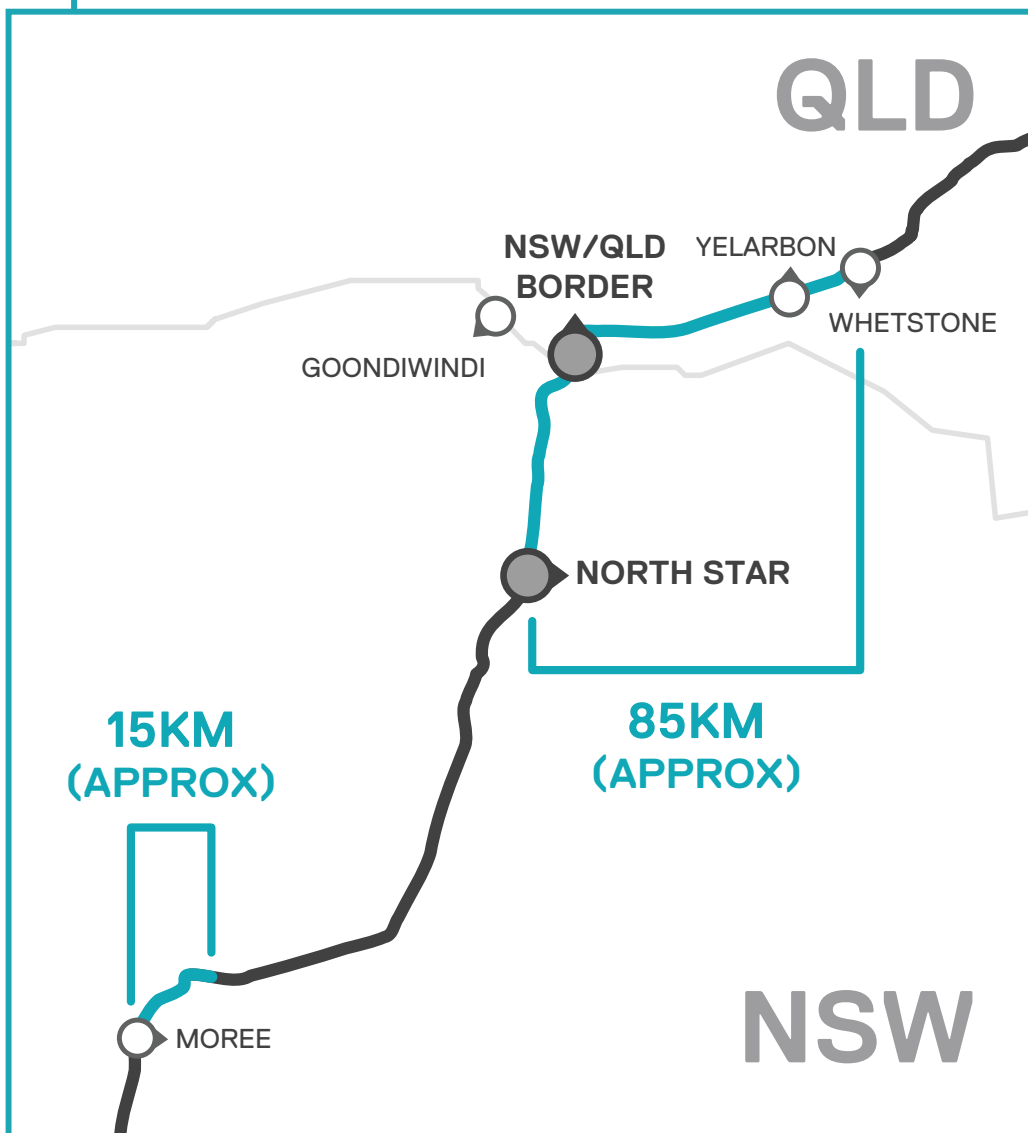 QLD
NSW/QLD
BORDER
YELARBON
WHETSTONE
GOONDIWINDI
NORTH STAR
15KM
(APPROX)
85KM
(APPROX)
MOREE
NSW